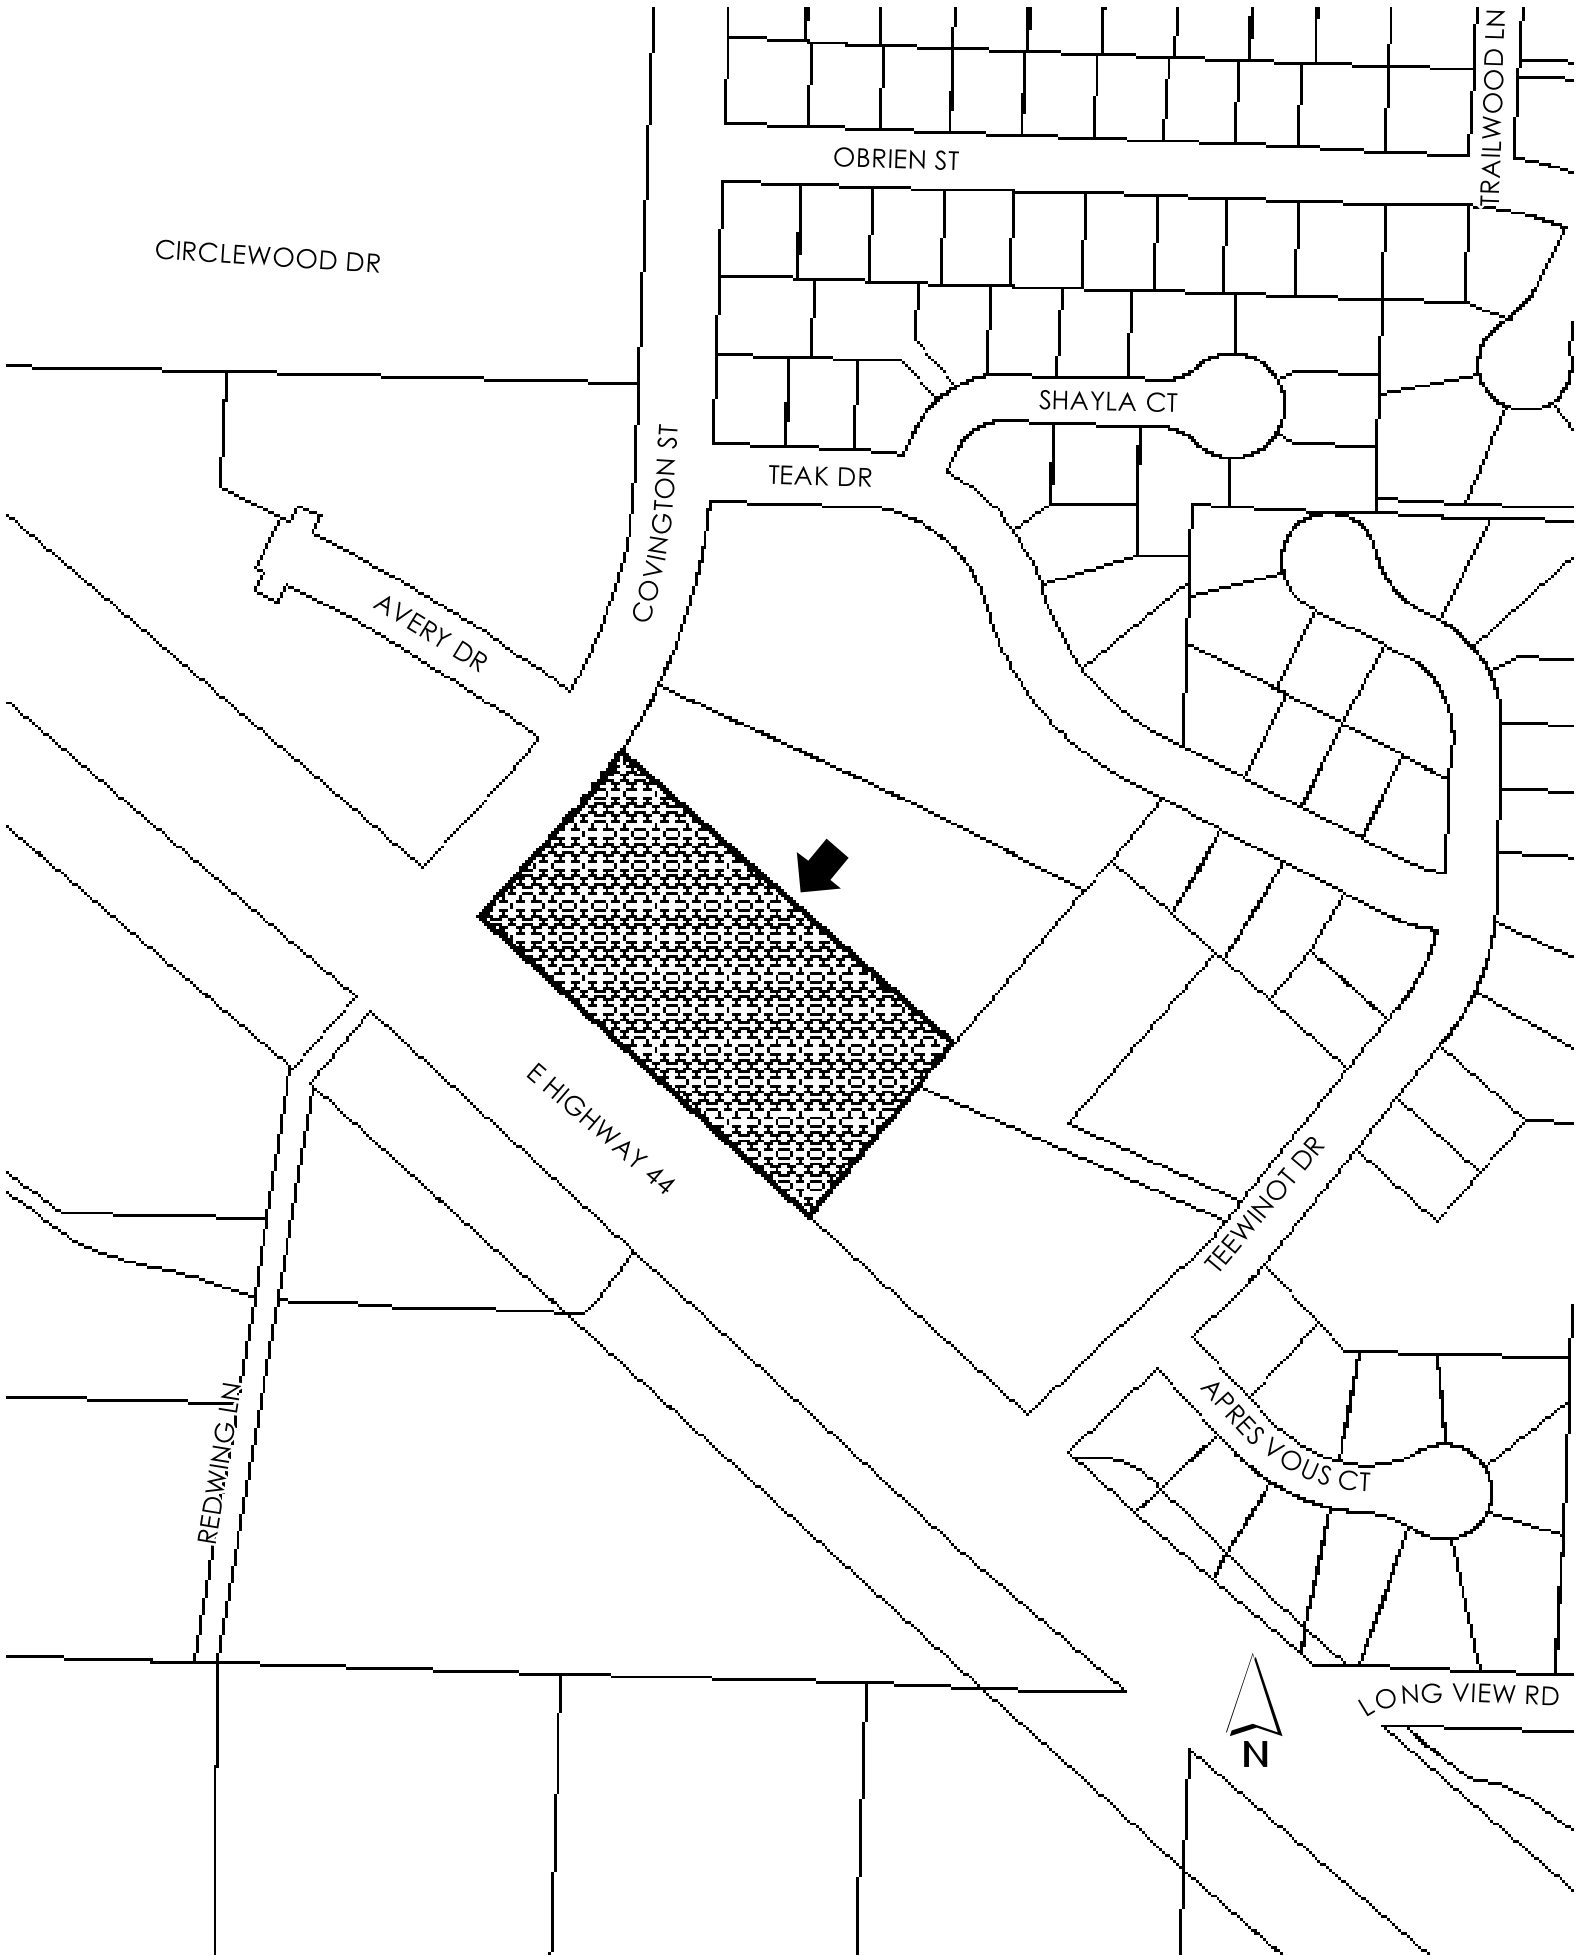 TRAILWOOD LN
OBRIEN ST
CIRCLEWOOD DR
SHAYLA CT
TEAK DR
COVINGTON ST
AVERY DR
E HIGHWAY 44
TEEWINOT DR
APRES VOUS CT
REDWING LN
LONG VIEW RD
N